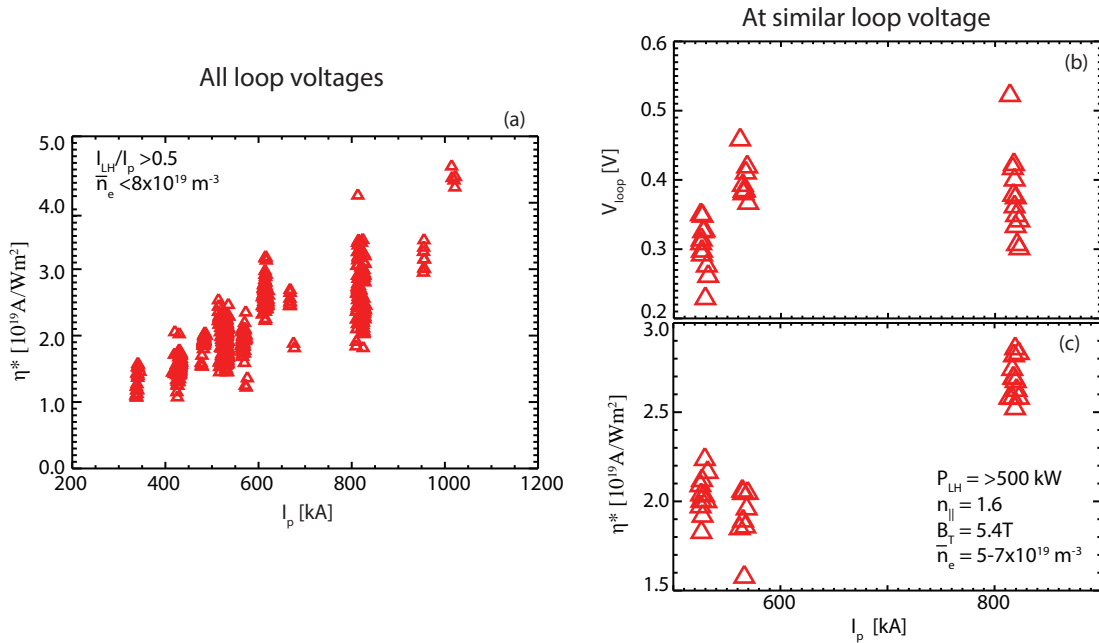 At similar loop voltage
All loop voltages
(a)
I_LH/I_p >0.5
n̅_e <8x10^19 m^-3
η* [10^19 A/Wm^2]
5.0
4.0
3.0
2.0
1.0
0.0
200 400 600 800 1000 1200
I_p [kA]
(b)
V_loop [V]
0.6
0.5
0.4
0.3
0.2
(c)
η* [10^19 A/Wm^2]
3.0
2.5
2.0
1.5
P_LH = >500 kW
n_|| = 1.6
B_T = 5.4T
n̅_e = 5-7x10^19 m^-3
600 800
I_p [kA]